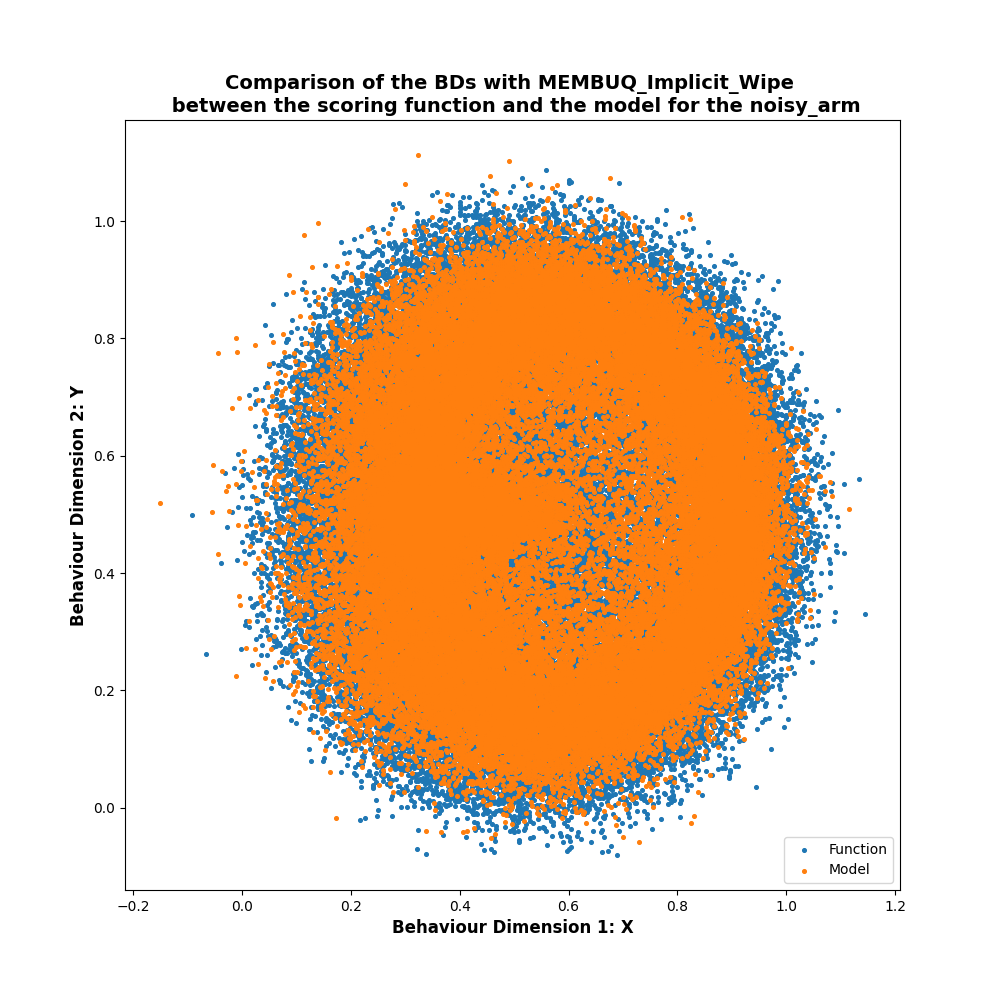 Comparison of the BDs with MEMBUQ_Implicit_Wipe
between the scoring function and the model for the noisy_arm
Behaviour Dimension 2: Y
1.0
0.8
0.6
0.4
0.2
0.0
Function
Model
−0.2 0.0 0.2 0.4 0.6 0.8 1.0 1.2
Behaviour Dimension 1: X